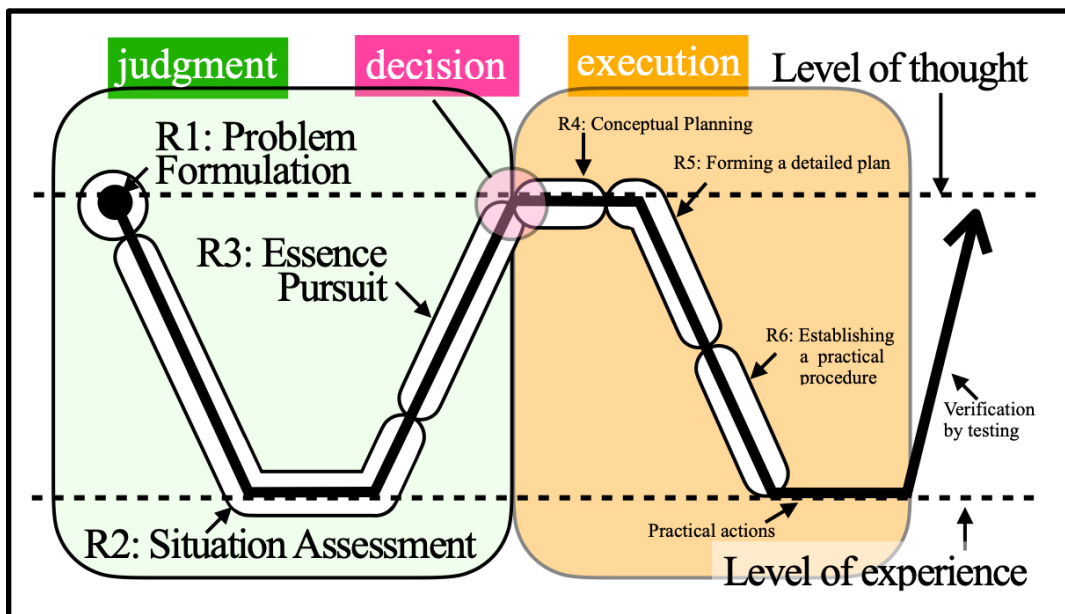 judgment
decision
execution
Level of thought
R1: Problem
Formulation
R4: Conceptual Planning
R5: Forming a detailed plan
R3: Essence
Pursuit
R6: Establishing
a practical
procedure
Verification
by testing
R2: Situation Assessment
Practical actions
Level of experience